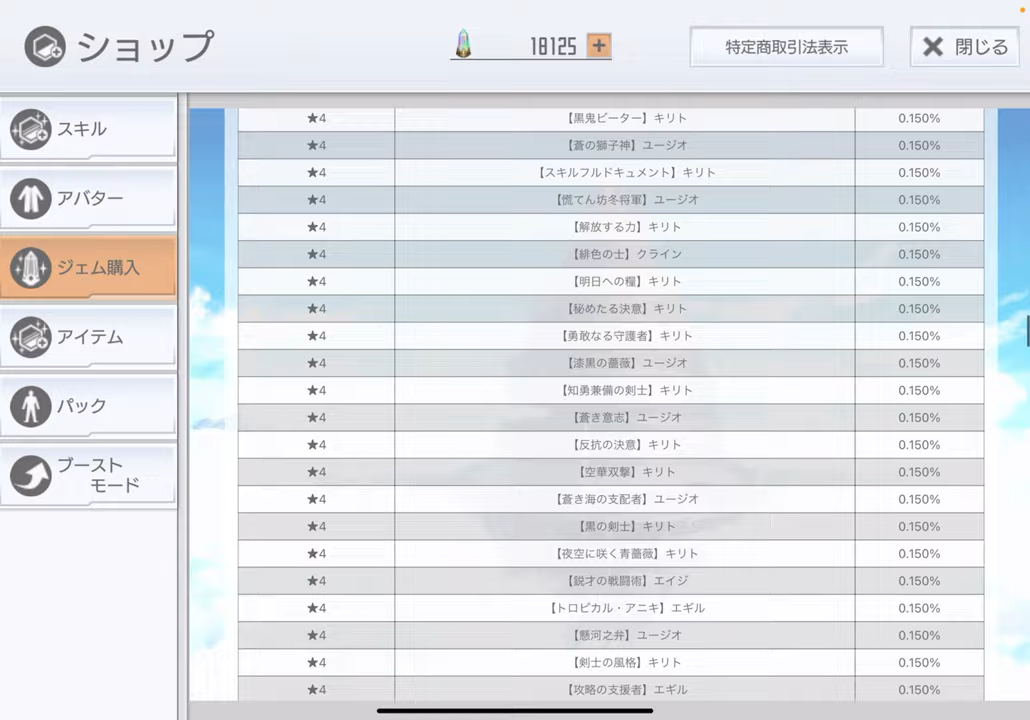 ショップ
18125
特定商取引法表示
閉じる
スキル
アバター
ジェム購入
アイテム
パック
ブースト
モード
★4 【黒鬼ビーター】キリト 0.150%
★4 【蒼の獅子神】ユージオ 0.150%
★4 【スキルフルドキュメント】キリト 0.150%
★4 【慌てん坊冬将軍】ユージオ 0.150%
★4 【解放する力】キリト 0.150%
★4 【緋色の士】クライン 0.150%
★4 【明日への糧】キリト 0.150%
★4 【秘めたる決意】キリト 0.150%
★4 【勇敢なる守護者】キリト 0.150%
★4 【漆黒の薔薇】ユージオ 0.150%
★4 【知勇兼備の剣士】キリト 0.150%
★4 【蒼き意志】ユージオ 0.150%
★4 【反抗の決意】キリト 0.150%
★4 【空華双撃】キリト 0.150%
★4 【蒼き海の支配者】ユージオ 0.150%
★4 【黒の剣士】キリト 0.150%
★4 【夜空に咲く青薔薇】キリト 0.150%
★4 【鋭才の戦闘術】エイジ 0.150%
★4 【トロピカル・アニキ】エギル 0.150%
★4 【懸河之弁】ユージオ 0.150%
★4 【剣士の風格】キリト 0.150%
★4 【攻略の支援者】エギル 0.150%